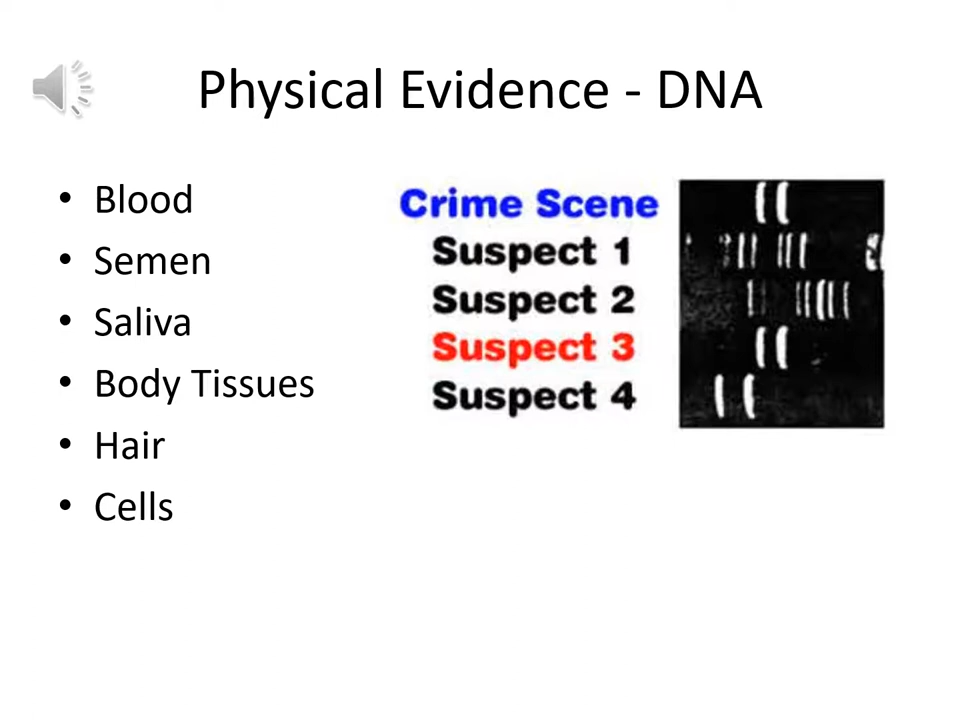 Physical Evidence - DNA
• Blood
• Semen
• Saliva
• Body Tissues
• Hair
• Cells
Crime Scene
Suspect 1
Suspect 2
Suspect 3
Suspect 4